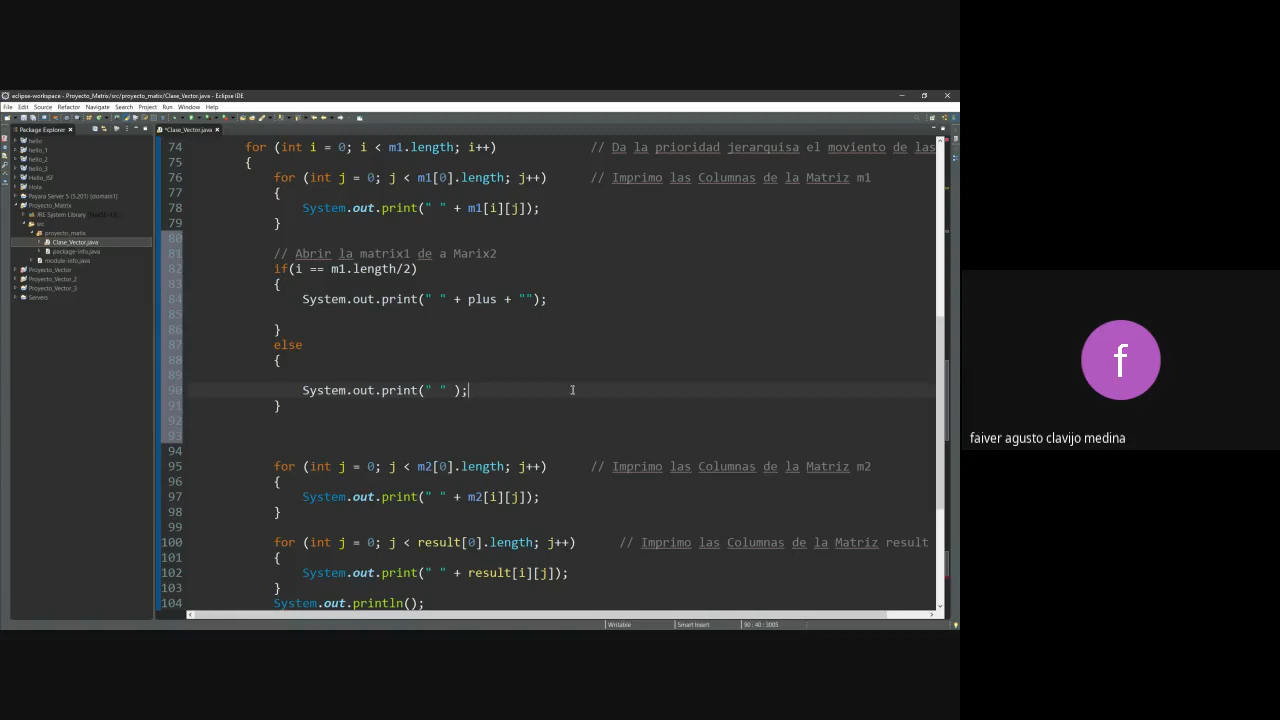 eclipse-workspace - Proyecto_Matrix/src/proyecto_matix/Clase_Vector.java - Eclipse IDE
File Edit Source Refactor Navigate Search Project Run Window Help
Package Explorer
*Clase_Vector.java
hello
hello_1
hello_2
hello_3
Hello_JSF
Hola
Payara Server 5 (5.201) [domain1]
Proyecto_Matrix
JRE System Library
src
proyecto_matix
Clase_Vector.java
package-info.java
module-info.java
Proyecto_Vector
Proyecto_Vector_2
Proyecto_Vector_3
Servers
74 for (int i = 0; i < m1.length; i++) // Da la prioridad jerarquisa el moviento de las
75 {
76 for (int j = 0; j < m1[0].length; j++) // Imprimo las Columnas de la Matriz m1
77 {
78 System.out.print(" " + m1[i][j]);
79 }
80
81 // Abrir la matrix1 de a Marix2
82 if(i == m1.length/2)
83 {
84 System.out.print(" " + plus + "");
85
86 }
87 else
88 {
89
90 System.out.print(" " );
91 }
92
93
94
95 for (int j = 0; j < m2[0].length; j++) // Imprimo las Columnas de la Matriz m2
96 {
97 System.out.print(" " + m2[i][j]);
98 }
99
100 for (int j = 0; j < result[0].length; j++) // Imprimo las Columnas de la Matriz result
101 {
102 System.out.print(" " + result[i][j]);
103 }
104 System.out.println();
Writable Smart Insert 90 : 40 : 3005
f
faiver agusto clavijo medina